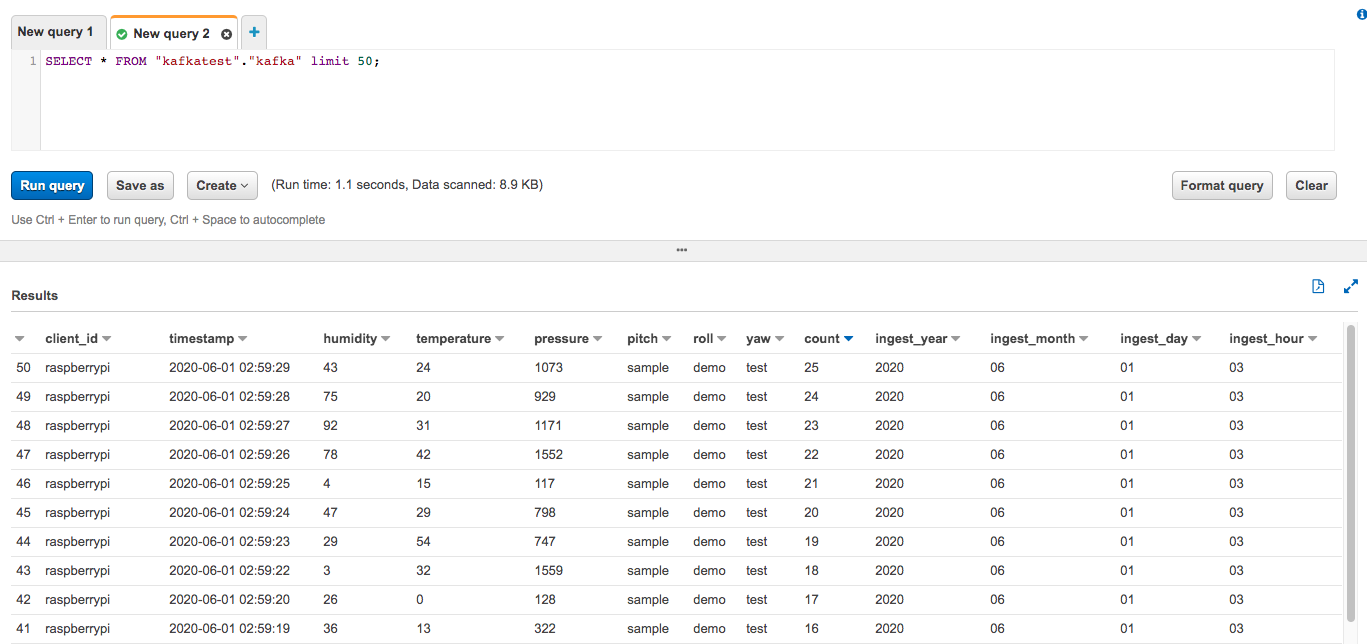 New query 1 New query 2 +
1 SELECT * FROM "kafkatest"."kafka" limit 50;
Run query Save as Create (Run time: 1.1 seconds, Data scanned: 8.9 KB) Format query Clear
Use Ctrl + Enter to run query, Ctrl + Space to autocomplete
Results
client_id timestamp humidity temperature pressure pitch roll yaw count ingest_year ingest_month ingest_day ingest_hour
50 raspberrypi 2020-06-01 02:59:29 43 24 1073 sample demo test 25 2020 06 01 03
49 raspberrypi 2020-06-01 02:59:28 75 20 929 sample demo test 24 2020 06 01 03
48 raspberrypi 2020-06-01 02:59:27 92 31 1171 sample demo test 23 2020 06 01 03
47 raspberrypi 2020-06-01 02:59:26 78 42 1552 sample demo test 22 2020 06 01 03
46 raspberrypi 2020-06-01 02:59:25 4 15 117 sample demo test 21 2020 06 01 03
45 raspberrypi 2020-06-01 02:59:24 47 29 798 sample demo test 20 2020 06 01 03
44 raspberrypi 2020-06-01 02:59:23 29 54 747 sample demo test 19 2020 06 01 03
43 raspberrypi 2020-06-01 02:59:22 3 32 1559 sample demo test 18 2020 06 01 03
42 raspberrypi 2020-06-01 02:59:20 26 0 128 sample demo test 17 2020 06 01 03
41 raspberrypi 2020-06-01 02:59:19 36 13 322 sample demo test 16 2020 06 01 03